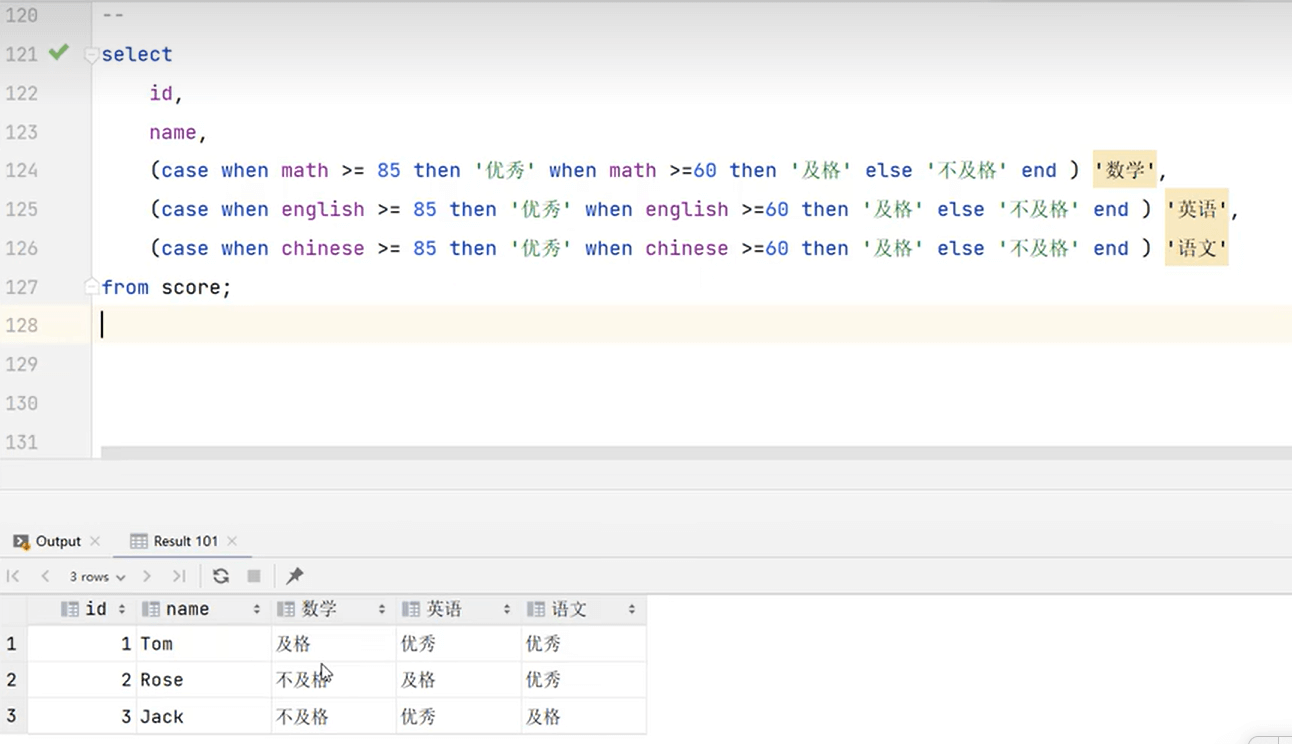 120 --
121 select
122 id,
123 name,
124 (case when math >= 85 then '优秀' when math >=60 then '及格' else '不及格' end ) '数学',
125 (case when english >= 85 then '优秀' when english >=60 then '及格' else '不及格' end ) '英语',
126 (case when chinese >= 85 then '优秀' when chinese >=60 then '及格' else '不及格' end ) '语文'
127 from score;
128
129
130
131
Output Result 101
3 rows
id name 数学 英语 语文
1 1 Tom 及格 优秀 优秀
2 2 Rose 不及格 及格 优秀
3 3 Jack 不及格 优秀 及格